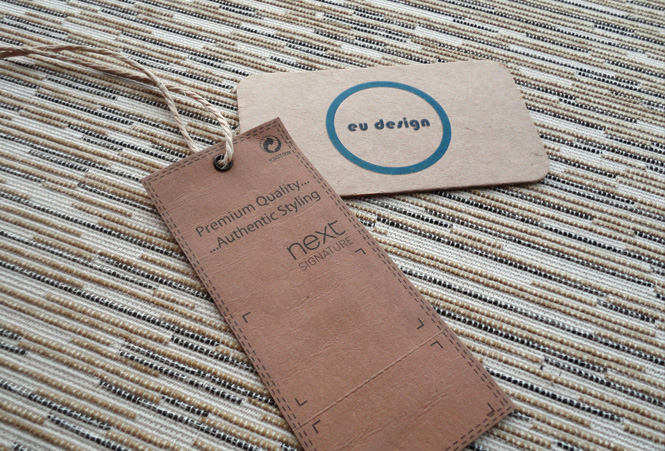 eu design
Premium Quality...
...Authentic Styling
next
SIGNATURE